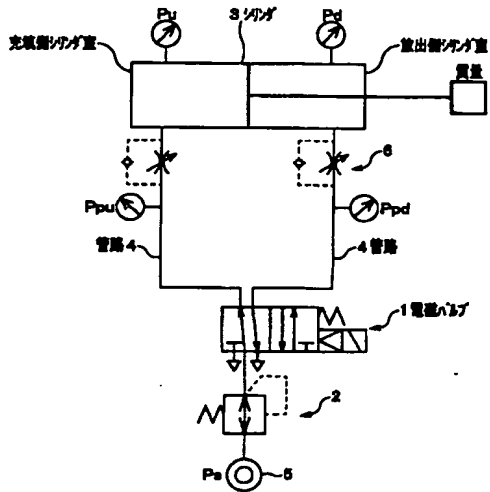 Pu
3 シリンダ
Pd
充填側シリンダ室
放出側シリンダ室
質量
6
Ppu
Ppd
管路 4
4 管路
1 電磁バルブ
2
Ps
5